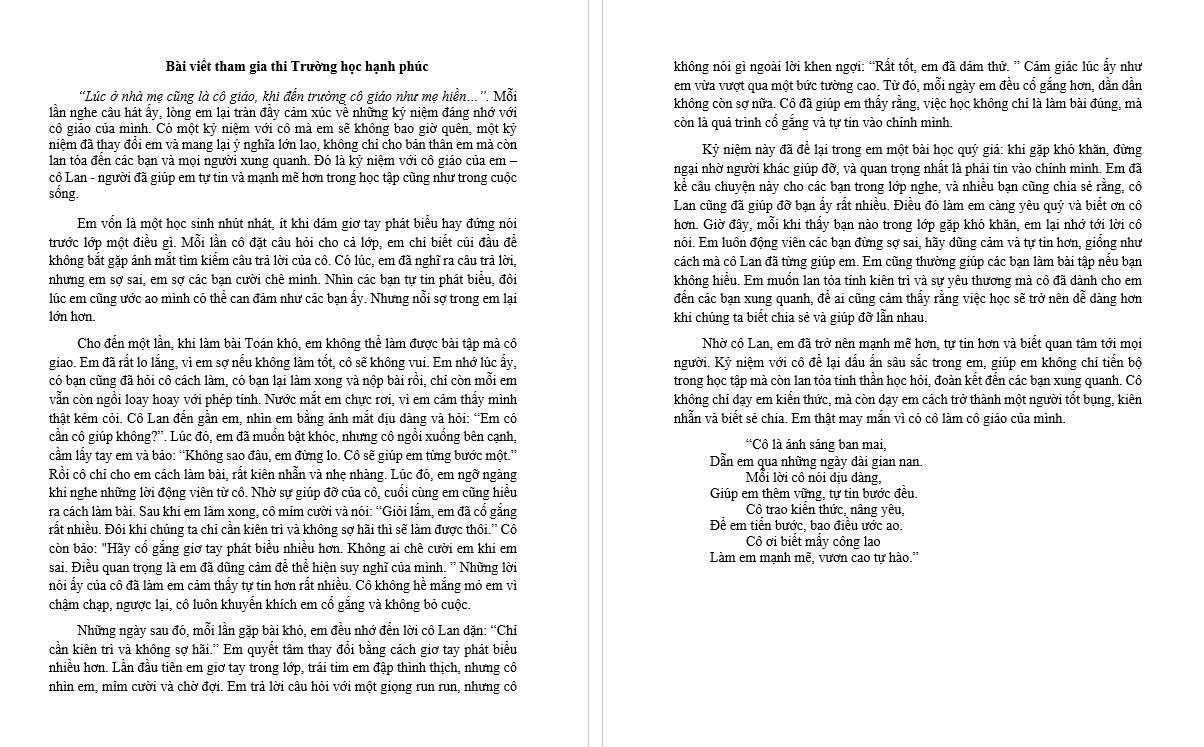 Bài viết tham gia thi Trường học hạnh phúc
“Lúc ở nhà mẹ cũng là cô giáo, khi đến trường cô giáo như mẹ hiền…”. Mỗi
lần nghe câu hát ấy, lòng em lại tràn đầy cảm xúc về những kỷ niệm đáng nhớ với
cô giáo của mình. Có một kỷ niệm với cô mà em sẽ không bao giờ quên, một kỷ
niệm đã thay đổi em và mang lại ý nghĩa lớn lao, không chỉ cho bản thân em mà còn
lan tỏa đến các bạn và mọi người xung quanh. Đó là kỷ niệm với cô giáo của em –
cô Lan - người đã giúp em tự tin và mạnh mẽ hơn trong học tập cũng như trong cuộc
sống.
Em vốn là một học sinh nhút nhát, ít khi dám giơ tay phát biểu hay đứng nói
trước lớp một điều gì. Mỗi lần cô đặt câu hỏi cho cả lớp, em chỉ biết cúi đầu để
không bắt gặp ánh mắt tìm kiếm câu trả lời của cô. Có lúc, em đã nghĩ ra câu trả lời,
nhưng em sợ sai, em sợ các bạn cười chê mình. Nhìn các bạn tự tin phát biểu, đôi
lúc em cũng ước ao mình có thể can đảm như các bạn ấy. Nhưng nỗi sợ trong em lại
lớn hơn.
Cho đến một lần, khi làm bài Toán khó, em không thể làm được bài tập mà cô
giao. Em đã rất lo lắng, vì em sợ nếu không làm tốt, cô sẽ không vui. Em nhớ lúc ấy,
có bạn cũng đã hỏi cô cách làm, có bạn lại làm xong và nộp bài rồi, chỉ còn mỗi em
vẫn còn ngồi loay hoay với phép tính. Nước mắt em chực rơi, vì em cảm thấy mình
thật kém cỏi. Cô Lan đến gần em, nhìn em bằng ánh mắt dịu dàng và hỏi: “Em có
cần cô giúp không?”. Lúc đó, em đã muốn bật khóc, nhưng cô ngồi xuống bên cạnh,
cầm lấy tay em và bảo: “Không sao đâu, em đừng lo. Cô sẽ giúp em từng bước một.”
Rồi cô chỉ cho em cách làm bài, rất kiên nhẫn và nhẹ nhàng. Lúc đó, em ngỡ ngàng
khi nghe những lời động viên từ cô. Nhờ sự giúp đỡ của cô, cuối cùng em cũng hiểu
ra cách làm bài. Sau khi em làm xong, cô mỉm cười và nói: “Giỏi lắm, em đã cố gắng
rất nhiều. Đôi khi chúng ta chỉ cần kiên trì và không sợ hãi thì sẽ làm được thôi.” Cô
còn bảo: "Hãy cố gắng giơ tay phát biểu nhiều hơn. Không ai chê cười em khi em
sai. Điều quan trọng là em đã dũng cảm để thể hiện suy nghĩ của mình. ” Những lời
nói ấy của cô đã làm em cảm thấy tự tin hơn rất nhiều. Cô không hề mắng mỏ em vì
chậm chạp, ngược lại, cô luôn khuyến khích em cố gắng và không bỏ cuộc.
Những ngày sau đó, mỗi lần gặp bài khó, em đều nhớ đến lời cô Lan dặn: “Chỉ
cần kiên trì và không sợ hãi.” Em quyết tâm thay đổi bằng cách giơ tay phát biểu
nhiều hơn. Lần đầu tiên em giơ tay trong lớp, trái tim em đập thình thịch, nhưng cô
nhìn em, mỉm cười và chờ đợi. Em trả lời câu hỏi với một giọng run run, nhưng cô
không nói gì ngoài lời khen ngợi: “Rất tốt, em đã dám thử. ” Cảm giác lúc ấy như
em vừa vượt qua một bức tường cao. Từ đó, mỗi ngày em đều cố gắng hơn, dần dần
không còn sợ nữa. Cô đã giúp em thấy rằng, việc học không chỉ là làm bài đúng, mà
còn là quá trình cố gắng và tự tin vào chính mình.
Kỷ niệm này đã để lại trong em một bài học quý giá: khi gặp khó khăn, đừng
ngại nhờ người khác giúp đỡ, và quan trọng nhất là phải tin vào chính mình. Em đã
kể câu chuyện này cho các bạn trong lớp nghe, và nhiều bạn cũng chia sẻ rằng, cô
Lan cũng đã giúp đỡ bạn ấy rất nhiều. Điều đó làm em càng yêu quý và biết ơn cô
hơn. Giờ đây, mỗi khi thấy bạn nào trong lớp gặp khó khăn, em lại nhớ tới lời cô
nói. Em luôn động viên các bạn đừng sợ sai, hãy dũng cảm và tự tin hơn, giống như
cách mà cô Lan đã từng giúp em. Em cũng thường giúp các bạn làm bài tập nếu bạn
không hiểu. Em muốn lan tỏa tính kiên trì và sự yêu thương mà cô đã dành cho em
đến các bạn xung quanh, để ai cũng cảm thấy rằng việc học sẽ trở nên dễ dàng hơn
khi chúng ta biết chia sẻ và giúp đỡ lẫn nhau.
Nhờ cô Lan, em đã trở nên mạnh mẽ hơn, tự tin hơn và biết quan tâm tới mọi
người. Kỷ niệm với cô để lại dấu ấn sâu sắc trong em, giúp em không chỉ tiến bộ
trong học tập mà còn lan tỏa tinh thần học hỏi, đoàn kết đến các bạn xung quanh. Cô
không chỉ dạy em kiến thức, mà còn dạy em cách trở thành một người tốt bụng, kiên
nhẫn và biết sẻ chia. Em thật may mắn vì có cô làm cô giáo của mình.
“Cô là ánh sáng ban mai,
Dẫn em qua những ngày dài gian nan.
Mỗi lời cô nói dịu dàng,
Giúp em thêm vững, tự tin bước đều.
Cô trao kiến thức, nâng yêu,
Để em tiến bước, bao điều ước ao.
Cô ơi biết mấy công lao
Làm em mạnh mẽ, vươn cao tự hào.”